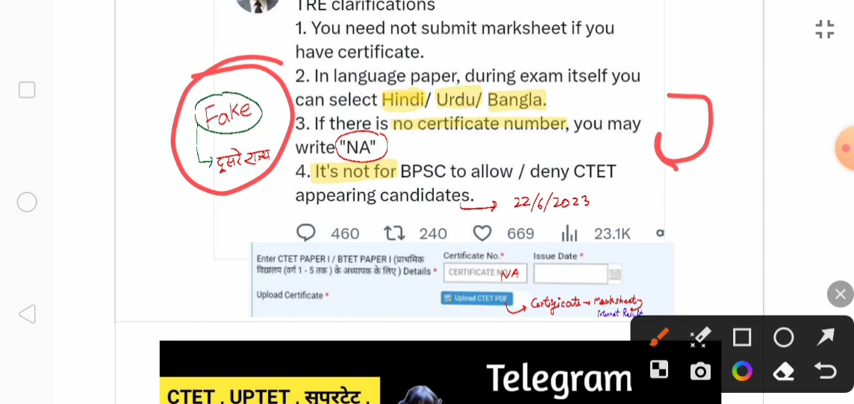 TRE clarifications
1. You need not submit marksheet if you
have certificate.
2. In language paper, during exam itself you
can select Hindi/ Urdu/ Bangla.
3. If there is no certificate number, you may
write "NA"
4. It's not for BPSC to allow / deny CTET
appearing candidates.
Fake
दूसरे राज्य
22/6/2023
460 240 669 23.1K
Enter CTET PAPER I / BTET PAPER I (प्राथमिक
विद्यालय (वर्ग 1 - 5 तक ) के अध्यापक के लिए ) Details *
Certificate No.* Issue Date *
CERTIFICATE NA
Upload Certificate * Upload CTET PDF
Certificate → Marksheet
Internet Result
Telegram
CTET , UPTET , सुपरटेट ,